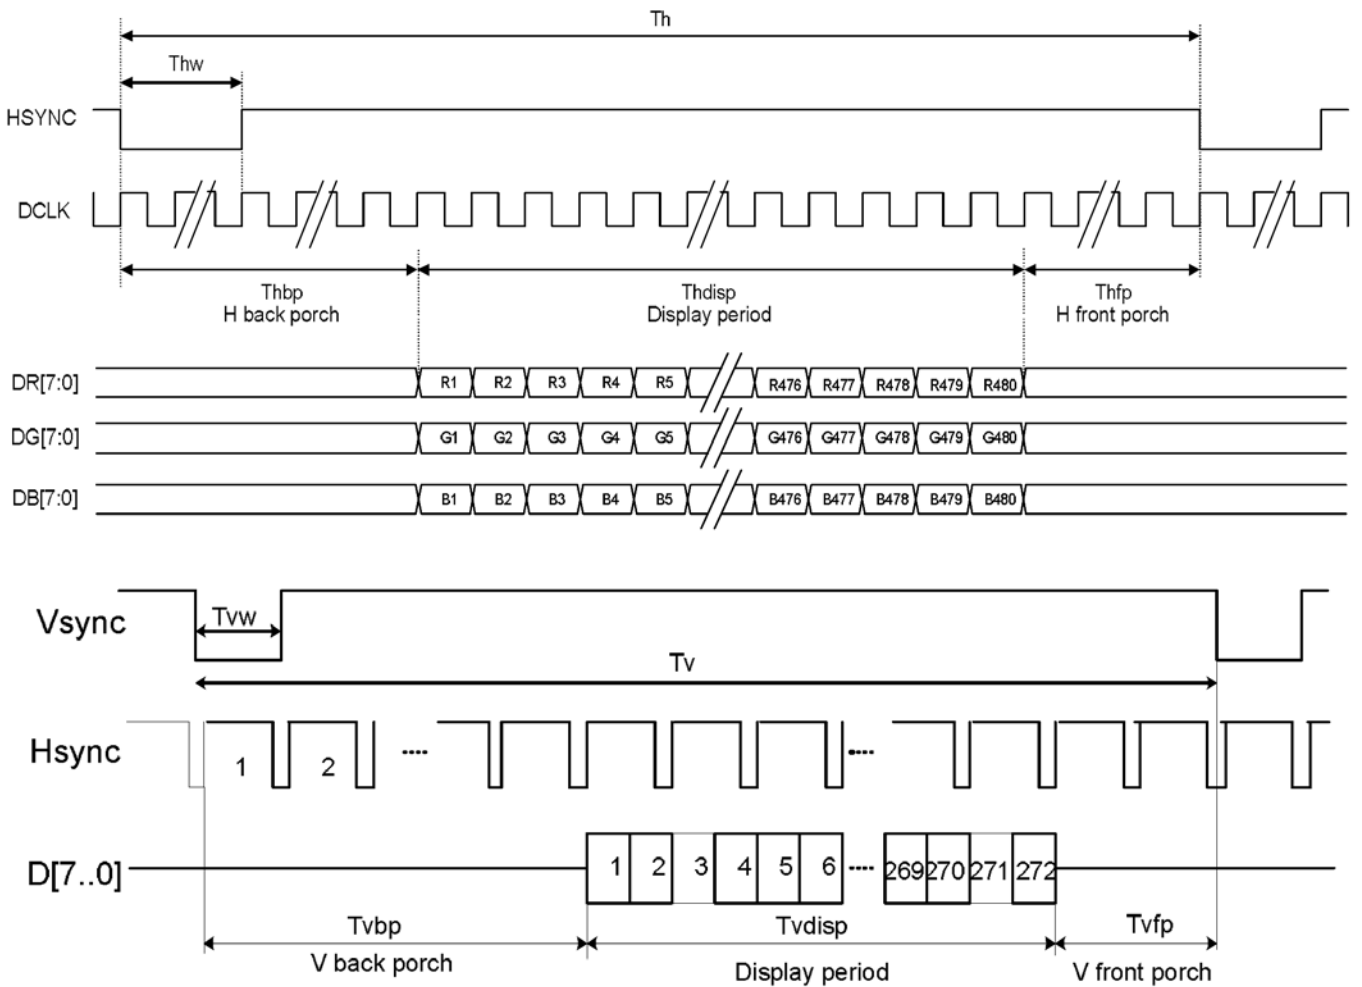 Th
Thw
HSYNC
DCLK
Thbp Thdisp Thfp
H back porch Display period H front porch
DR[7:0] R1 R2 R3 R4 R5 R476 R477 R478 R479 R480
DG[7:0] G1 G2 G3 G4 G5 G476 G477 G478 G479 G480
DB[7:0] B1 B2 B3 B4 B5 B476 B477 B478 B479 B480
Vsync Tvw
Tv
Hsync 1 2 .... ....
D[7..0] 1 2 3 4 5 6 .... 269 270 271 272
Tvbp Tvdisp Tvfp
V back porch Display period V front porch